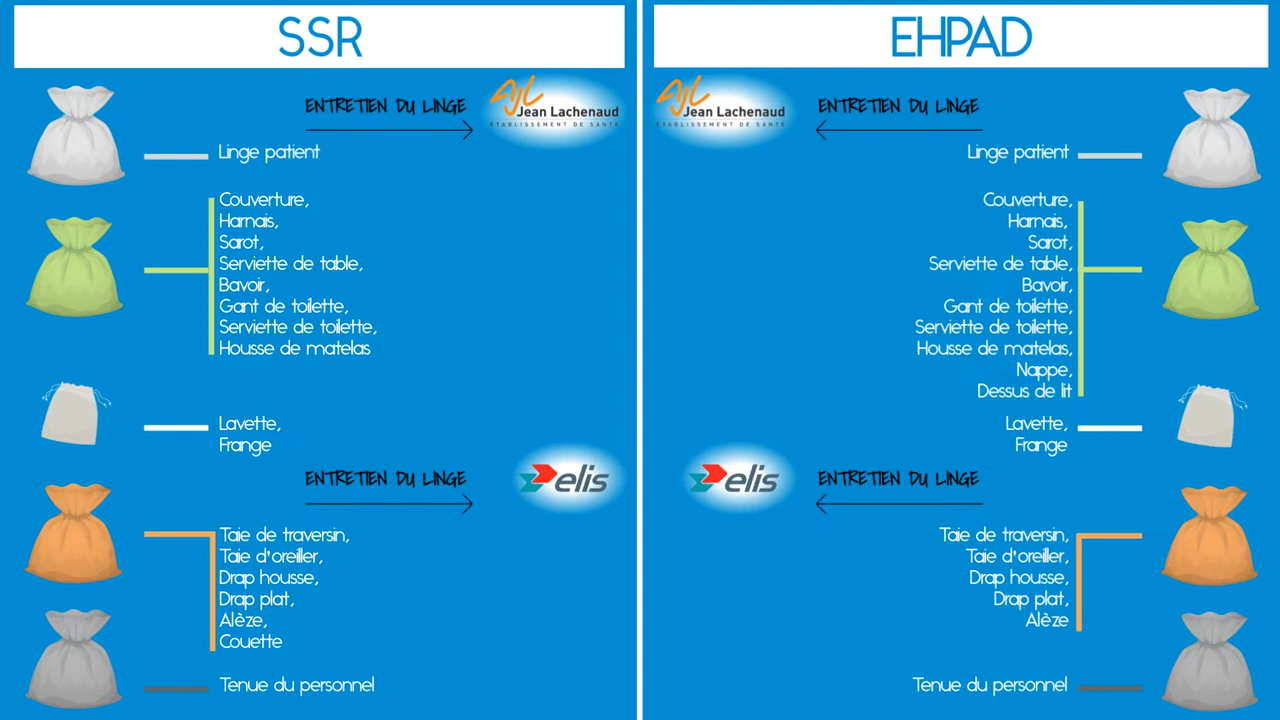 SSR
AJL
Jean Lachenaud
ETABLISSEMENT DE SANTÉ
ENTRETIEN DU LINGE
Linge patient
Couverture,
Harnais,
Sarot,
Serviette de table,
Bavoir,
Gant de toilette,
Serviette de toilette,
Housse de matelas
Lavette,
Frange
ENTRETIEN DU LINGE
elis
Taie de traversin,
Taie d'oreiller,
Drap housse,
Drap plat,
Alèze,
Couette
Tenue du personnel
EHPAD
AJL
Jean Lachenaud
ETABLISSEMENT DE SANTÉ
ENTRETIEN DU LINGE
Linge patient
Couverture,
Harnais,
Sarot,
Serviette de table,
Bavoir,
Gant de toilette,
Serviette de toilette,
Housse de matelas,
Nappe,
Dessus de lit
Lavette,
Frange
elis
ENTRETIEN DU LINGE
Taie de traversin,
Taie d'oreiller,
Drap housse,
Drap plat,
Alèze
Tenue du personnel